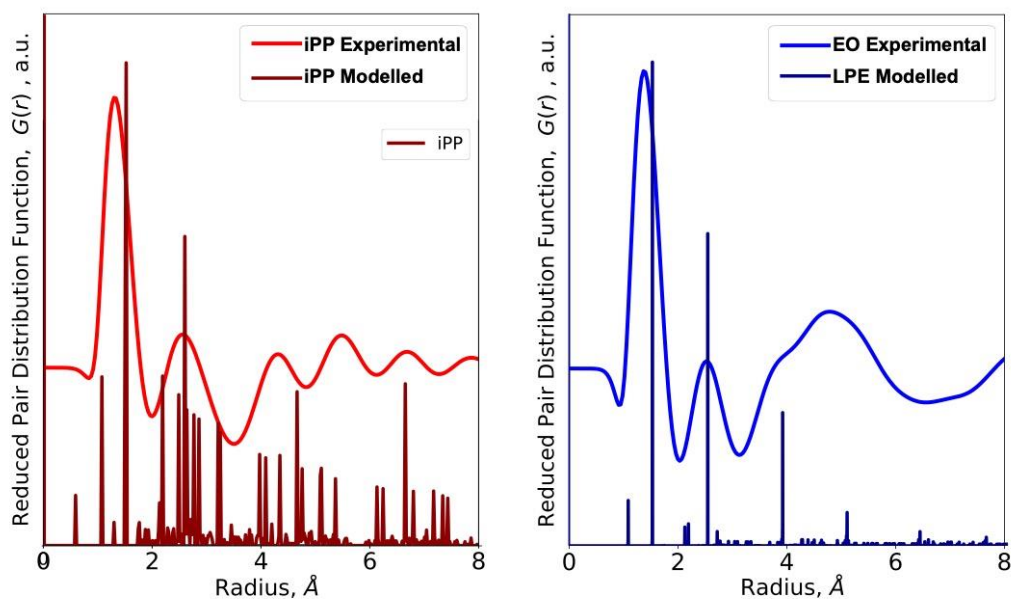 Reduced Pair Distribution Function, G(r) , a.u.
iPP Experimental
iPP Modelled
iPP
0 2 4 6 8
Radius, Å
Reduced Pair Distribution Function, G(r) , a.u.
EO Experimental
LPE Modelled
0 2 4 6 8
Radius, Å